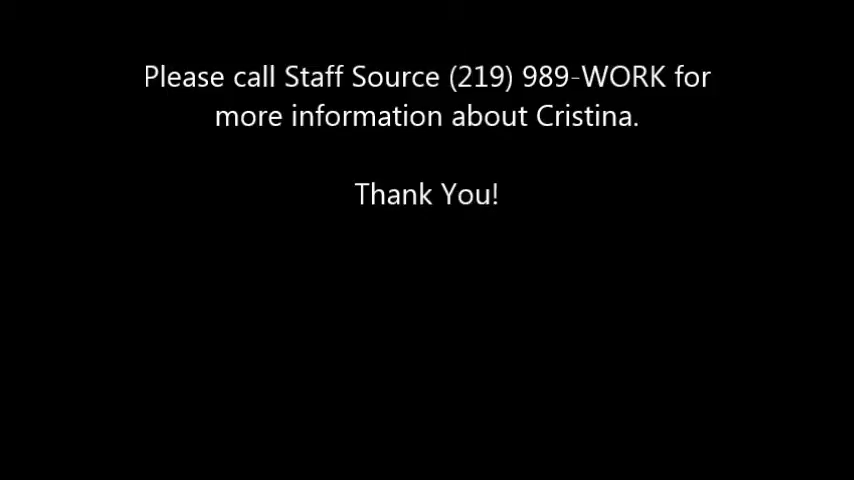 Please call Staff Source (219) 989-WORK for
more information about Cristina.
Thank You!